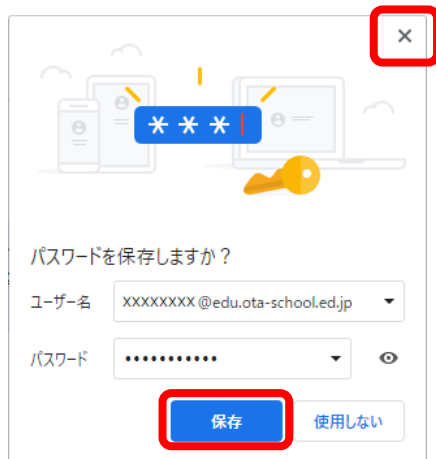 ***
パスワードを保存しますか？
ユーザー名 XXXXXXXX @edu.ota-school.ed.jp
パスワード •••••••••••
保存 使用しない